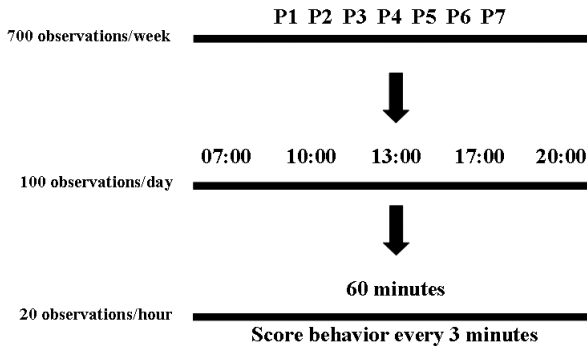 P1 P2 P3 P4 P5 P6 P7
700 observations/week
07:00 10:00 13:00 17:00 20:00
100 observations/day
60 minutes
20 observations/hour
Score behavior every 3 minutes